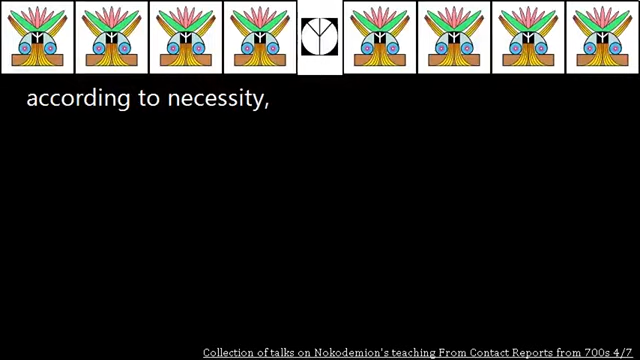 according to necessity,
Collection of talks on Nokodemion's teaching From Contact Reports from 700s 4/7